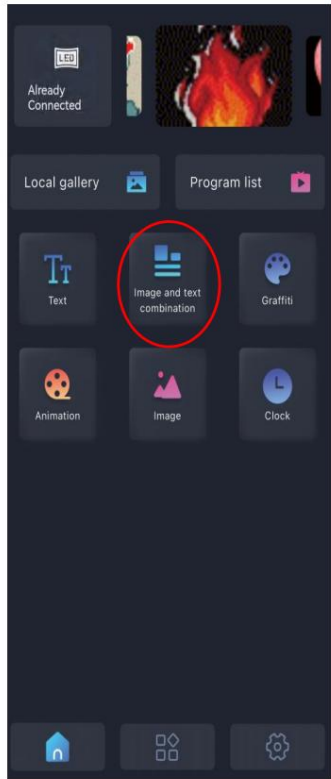 LED
Already
Connected
Local gallery
Program list
Text
Image and text
combination
Graffiti
Animation
Image
Clock